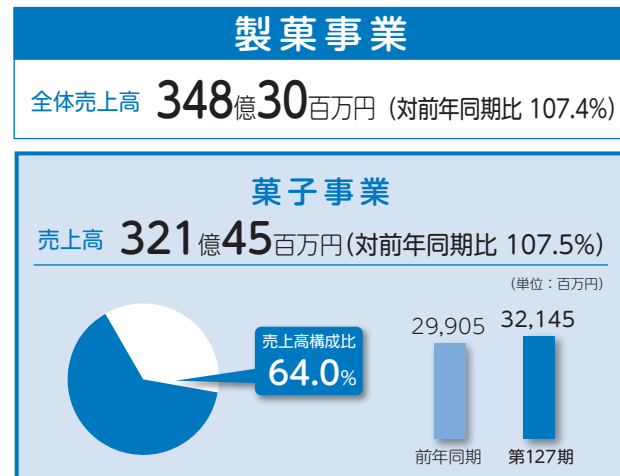 製菓事業
全体売上高 348億30百万円 (対前年同期比 107.4%)
菓子事業
売上高 321億45百万円(対前年同期比 107.5%)
(単位：百万円)
売上高構成比
64.0%
29,905 32,145
前年同期 第127期